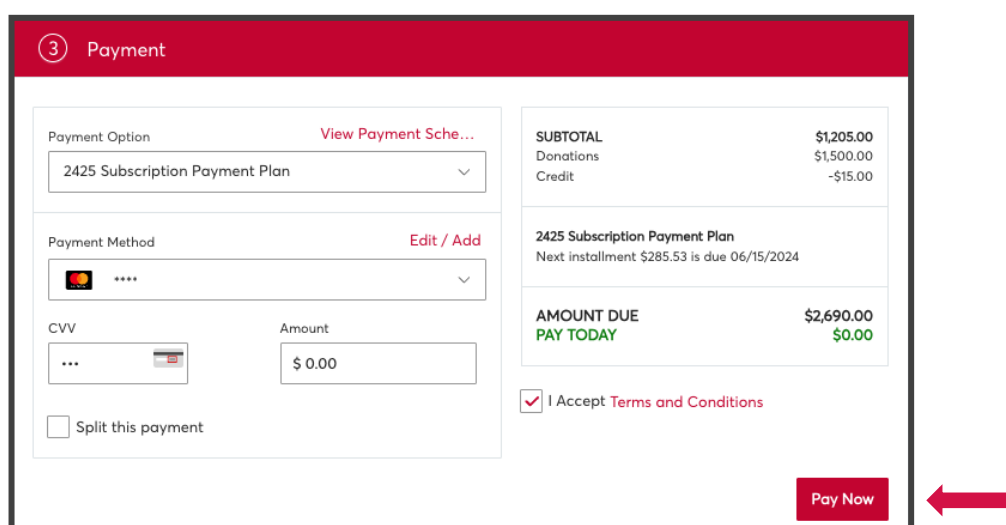 3 Payment
Payment Option View Payment Sche...
2425 Subscription Payment Plan
Payment Method Edit / Add
****
CVV Amount
••• $ 0.00
Split this payment
SUBTOTAL $1,205.00
Donations $1,500.00
Credit -$15.00
2425 Subscription Payment Plan
Next installment $285.53 is due 06/15/2024
AMOUNT DUE $2,690.00
PAY TODAY $0.00
I Accept Terms and Conditions
Pay Now